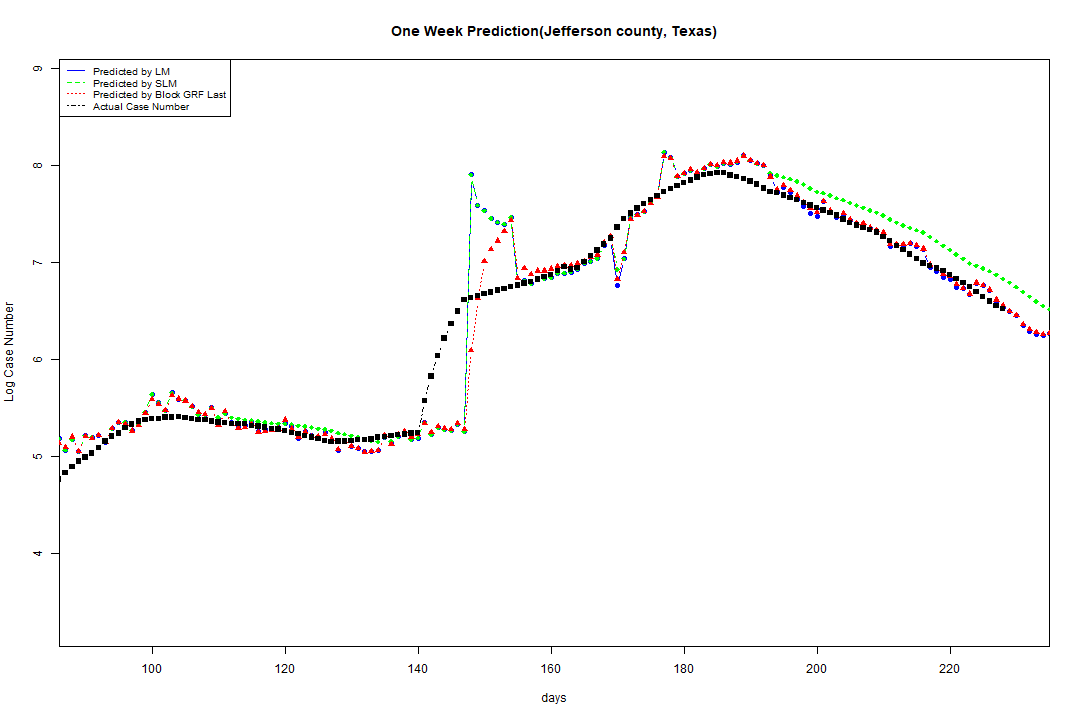 One Week Prediction(Jefferson county, Texas)
Predicted by LM
Predicted by SLM
Predicted by Block GRF Last
Actual Case Number
9
8
7
6
5
4
Log Case Number
100 120 140 160 180 200 220
days